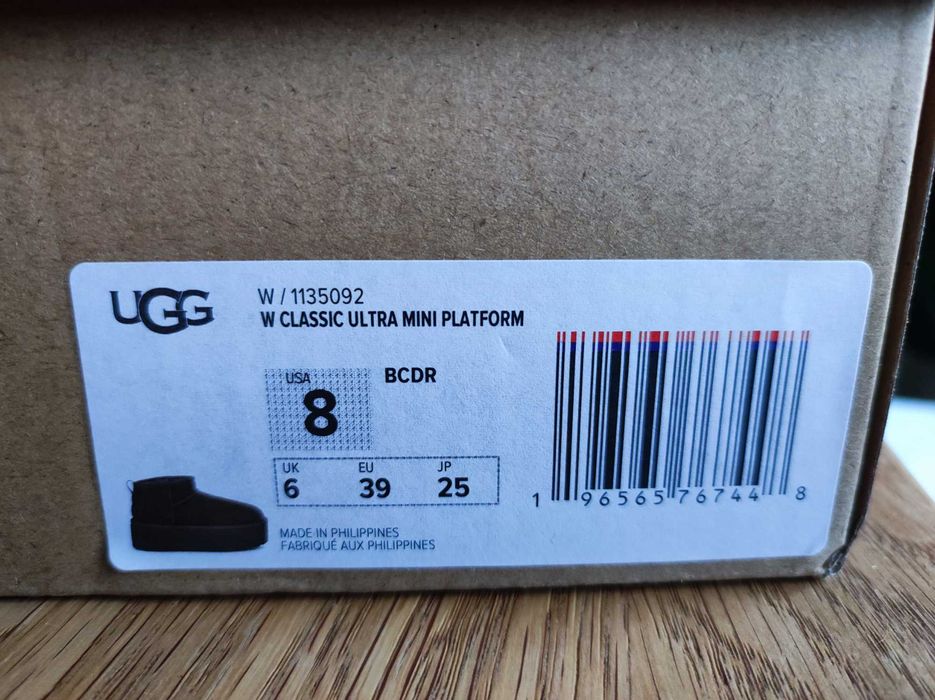 UGG
W / 1135092
W CLASSIC ULTRA MINI PLATFORM
USA
8
BCDR
UK EU JP
6 39 25
MADE IN PHILIPPINES
FABRIQUÉ AUX PHILIPPINES
1 96565 76744 8